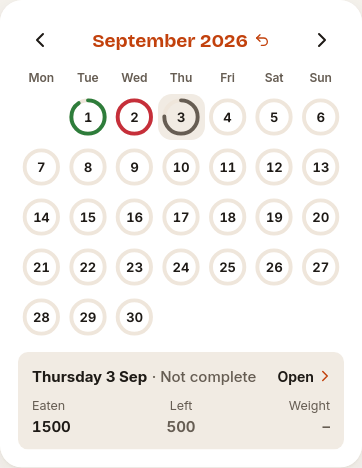 September 2026
Mon Tue Wed Thu Fri Sat Sun
1 2 3 4 5 6
7 8 9 10 11 12 13
14 15 16 17 18 19 20
21 22 23 24 25 26 27
28 29 30
Thursday 3 Sep · Not complete Open
Eaten Left Weight
1500 500 –